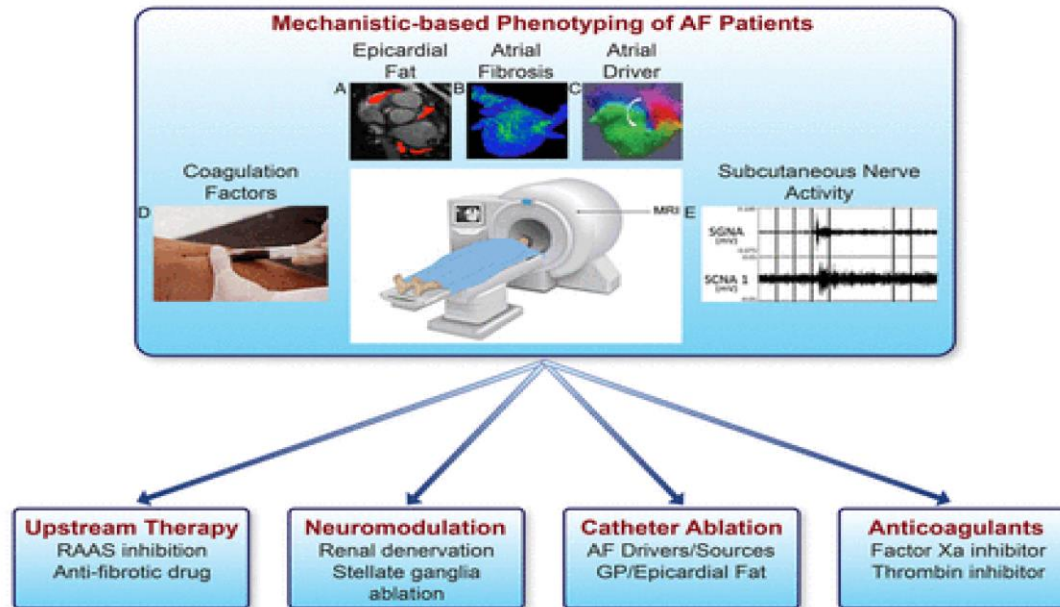 Mechanistic-based Phenotyping of AF Patients
Epicardial
Fat
Atrial
Fibrosis
Atrial
Driver
A
B
C
Coagulation
Factors
D
MRI
Subcutaneous Nerve
Activity
E
SGNA
(mV)
SCNA 1
(mV)
Upstream Therapy
RAAS inhibition
Anti-fibrotic drug
Neuromodulation
Renal denervation
Stellate ganglia
ablation
Catheter Ablation
AF Drivers/Sources
GP/Epicardial Fat
Anticoagulants
Factor Xa inhibitor
Thrombin inhibitor